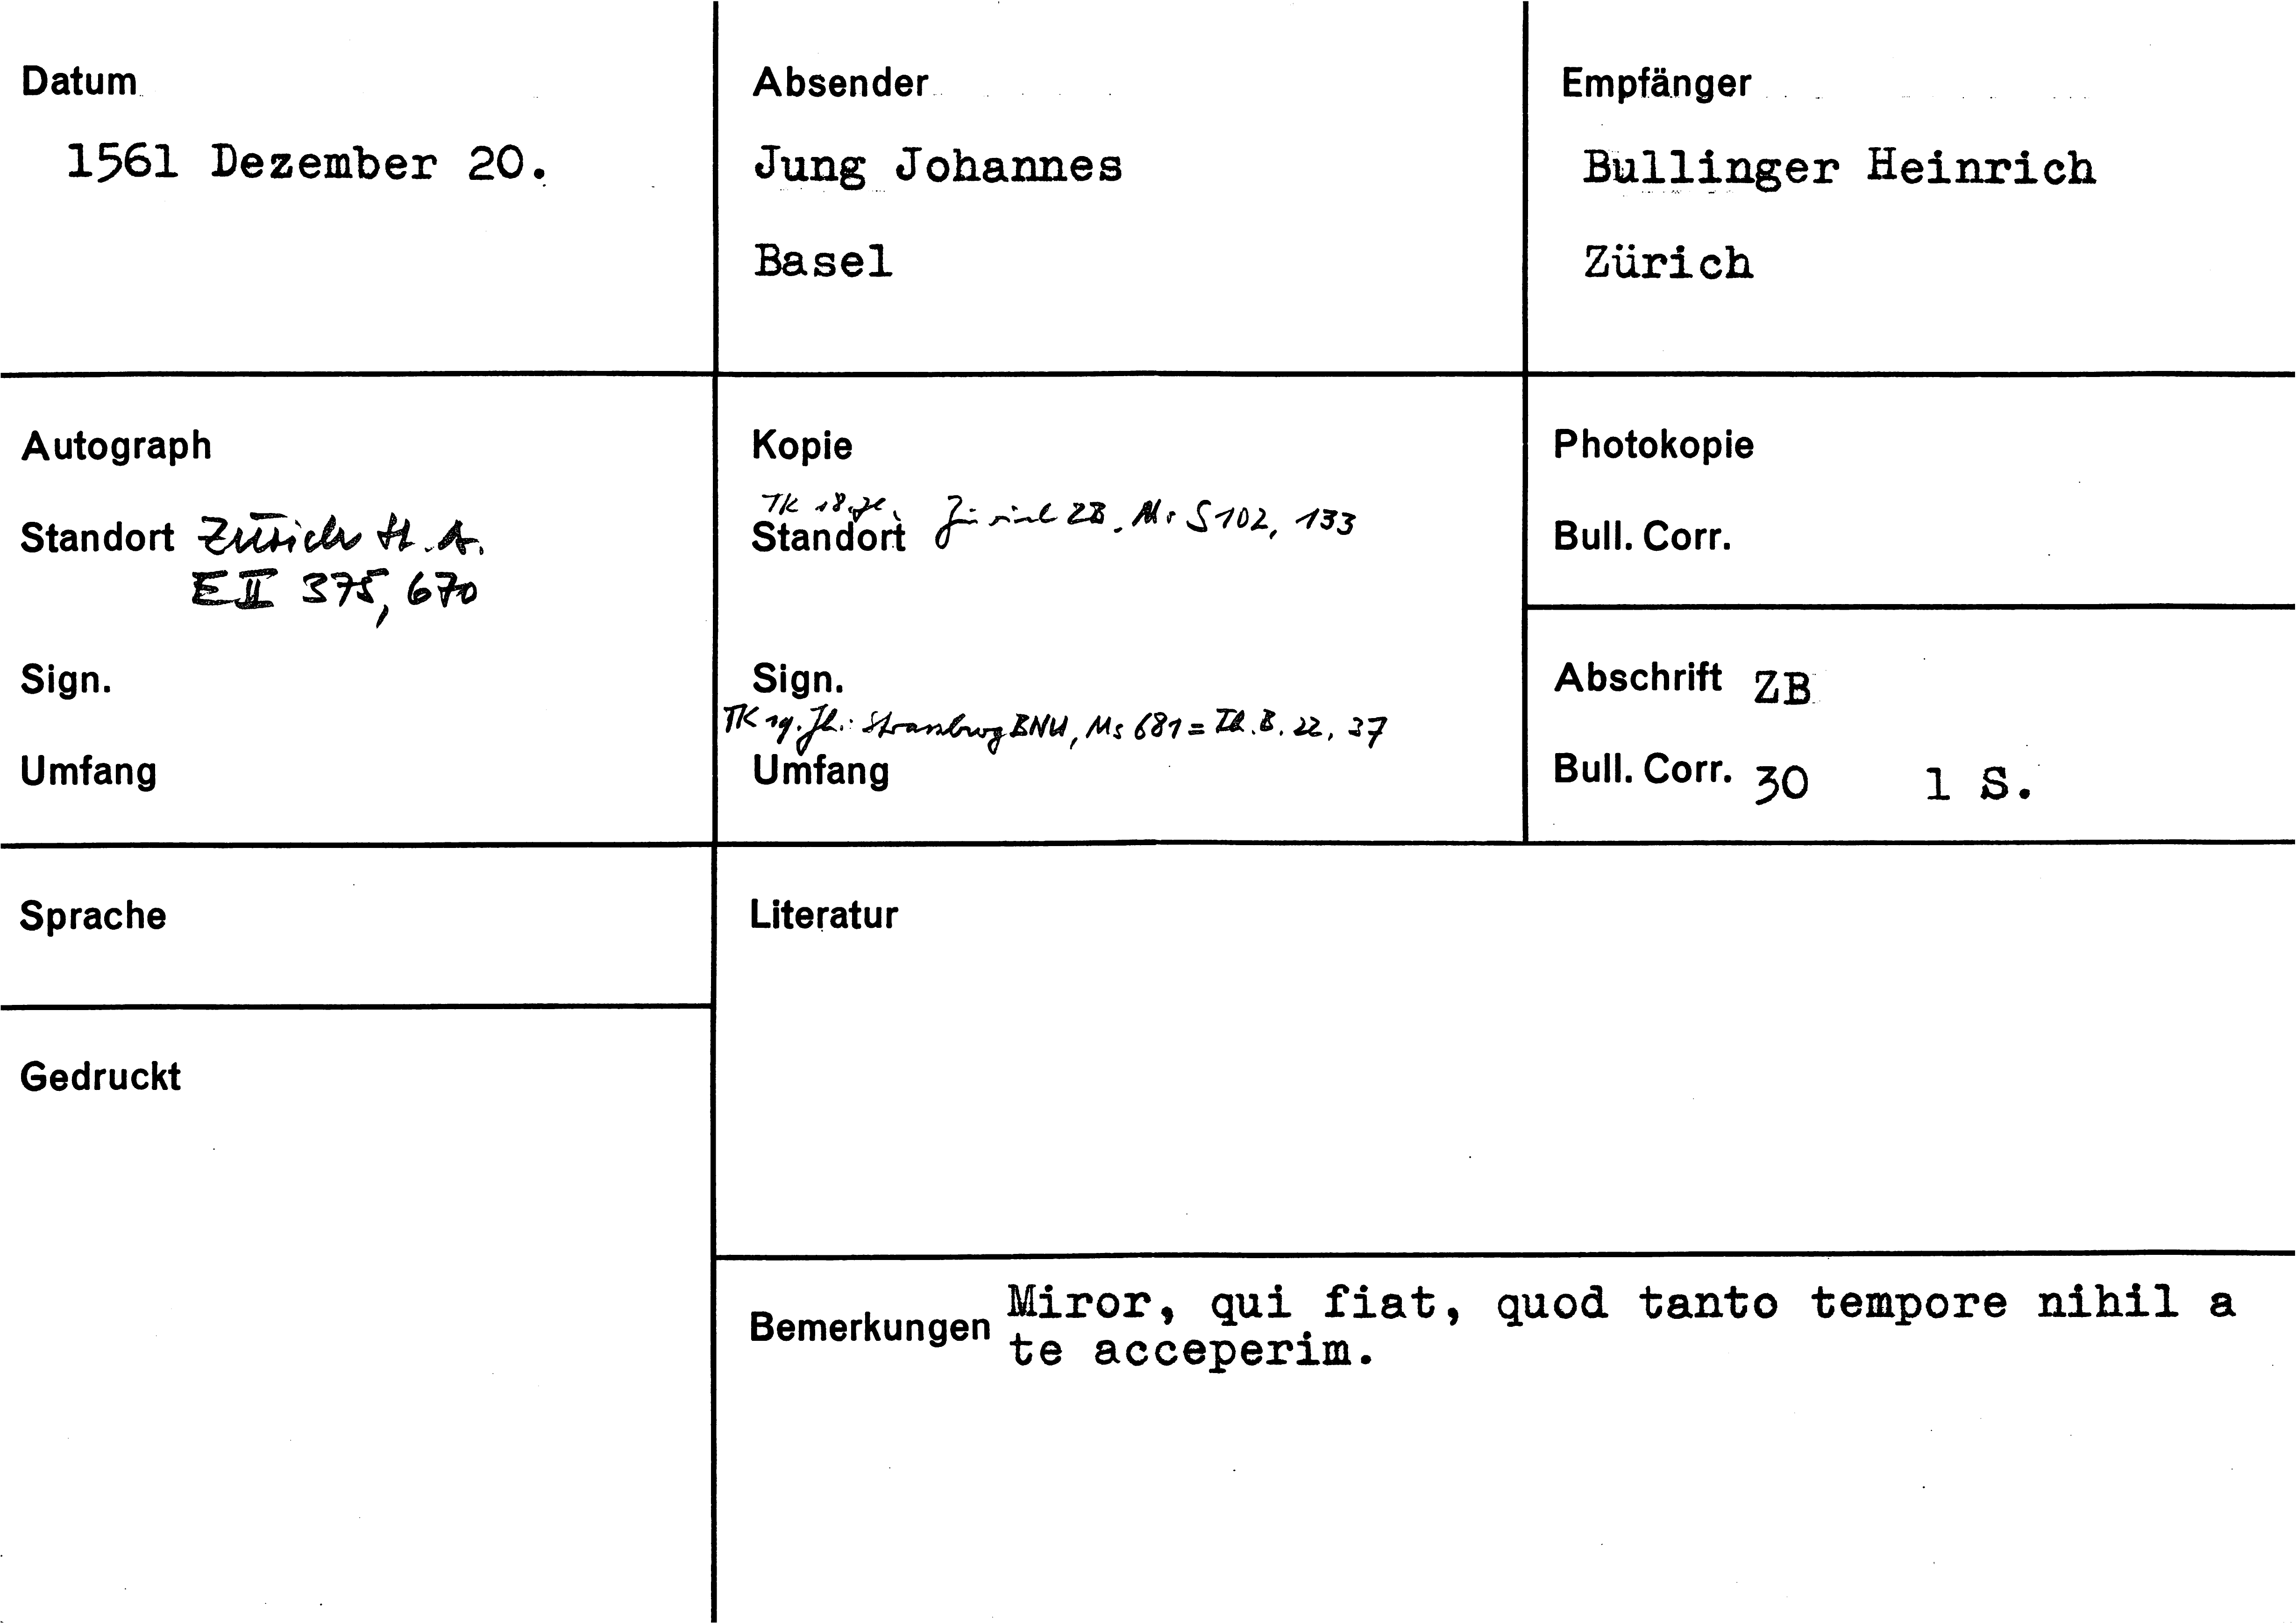 Datum
1561 Dezember 20.
Absender
Jung Johannes
Basel
Empfänger
Bullinger Heinrich
Zürich
Autograph
Standort Zürich St.A.
E II 375, 670
Sign.
Umfang
Kopie
TK 18. Jh.
Standort Zürich ZB, Ms S 102, 133
Sign.
TK 19. Jh.: Strassburg BNU, Ms 681 = Th. B. 22, 37
Umfang
Photokopie
Bull. Corr.
Abschrift ZB
Bull. Corr. 30 1 S.
Sprache
Gedruckt
Literatur
Bemerkungen Miror, qui fiat, quod tanto tempore nihil a
te acceperim.